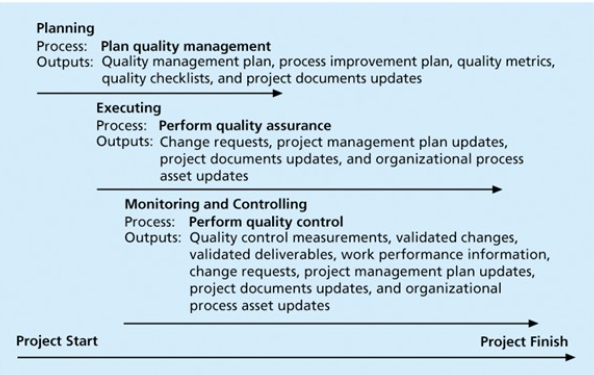 Planning
Process: Plan quality management
Outputs: Quality management plan, process improvement plan, quality metrics,
quality checklists, and project documents updates
Executing
Process: Perform quality assurance
Outputs: Change requests, project management plan updates,
project documents updates, and organizational process
asset updates
Monitoring and Controlling
Process: Perform quality control
Outputs: Quality control measurements, validated changes,
validated deliverables, work performance information,
change requests, project management plan updates,
project documents updates, and organizational
process asset updates
Project Start Project Finish